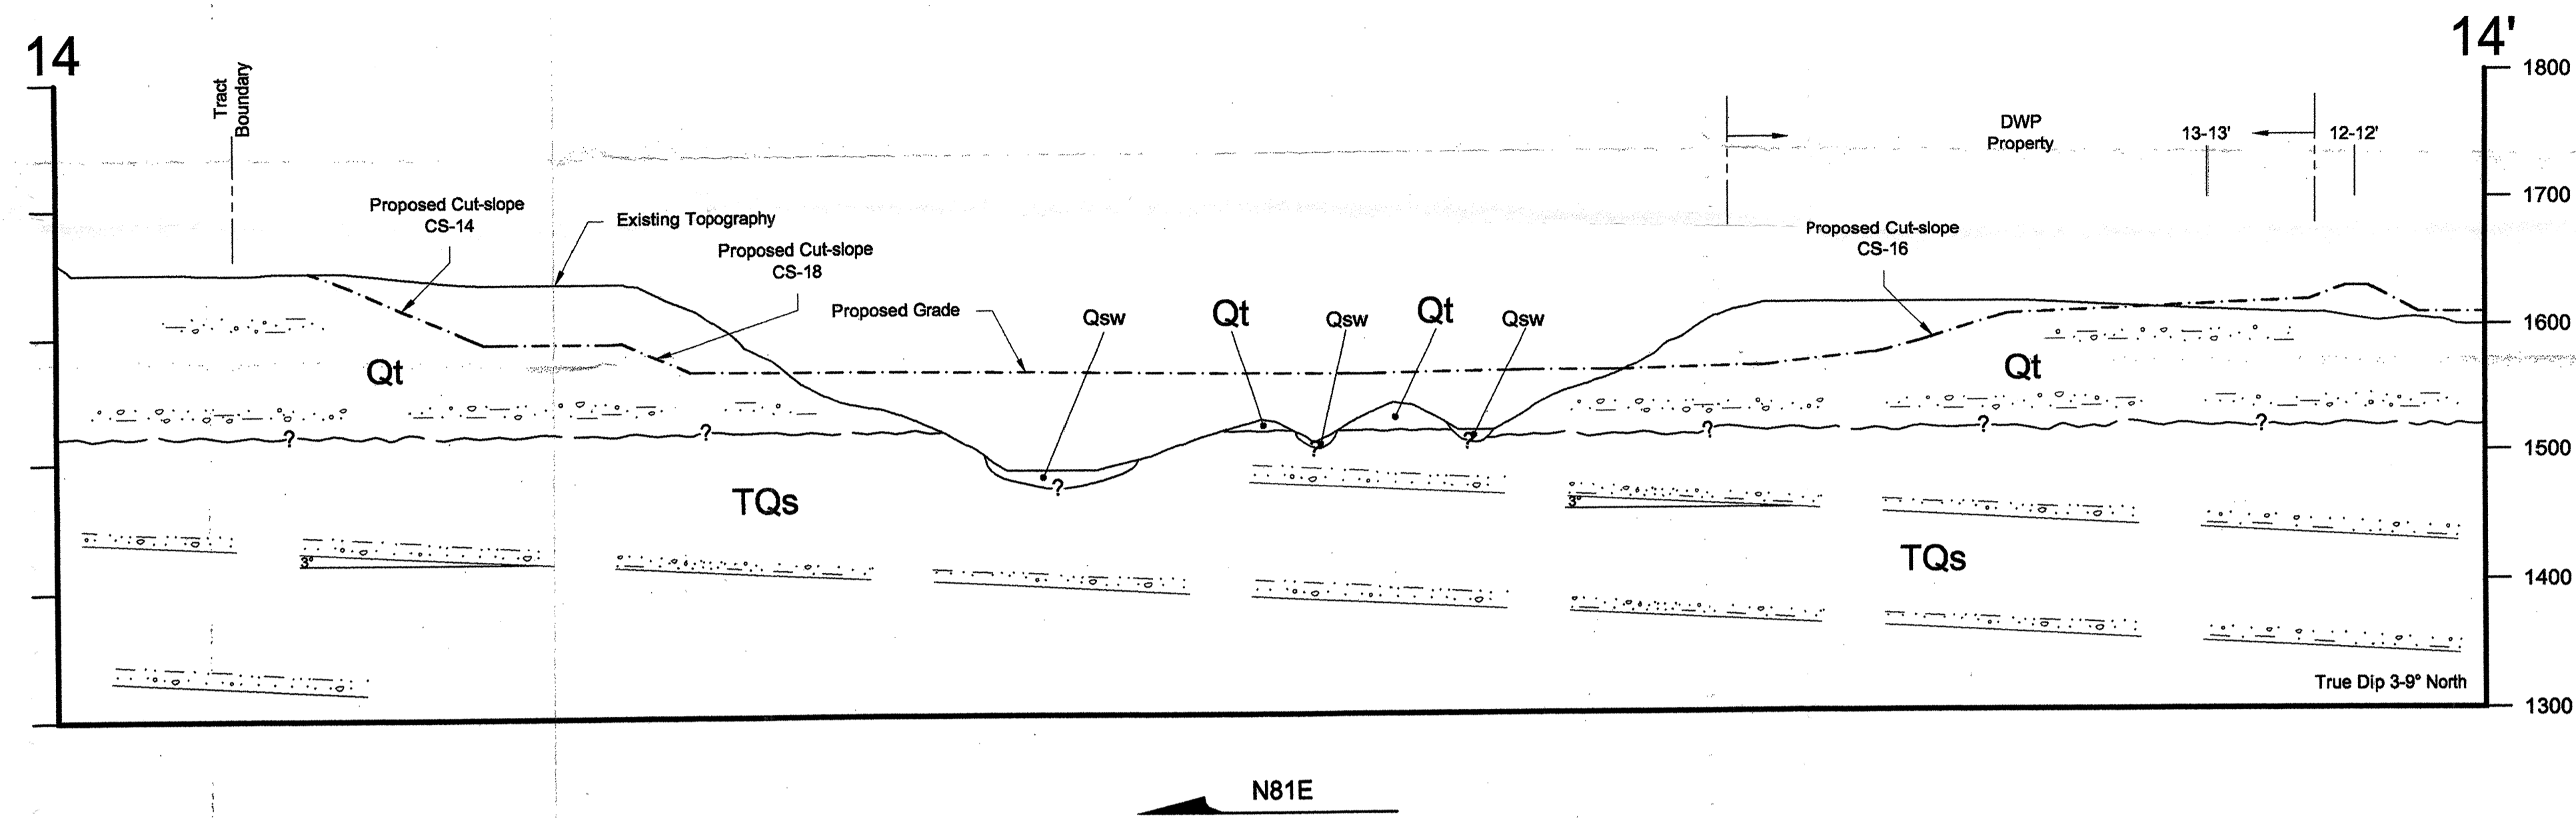 14
14'
Tract
Boundary
1800
DWP
Property
13-13'
12-12'
1700
Proposed Cut-slope
CS-14
Existing Topography
Proposed Cut-slope
CS-18
Proposed Cut-slope
CS-16
Proposed Grade
Qsw
Qt
Qsw
Qt
Qsw
1600
Qt
Qt
?
?
?
?
?
?
?
1500
?
TQs
3°
TQs
3°
1400
True Dip 3-9° North
1300
N81E